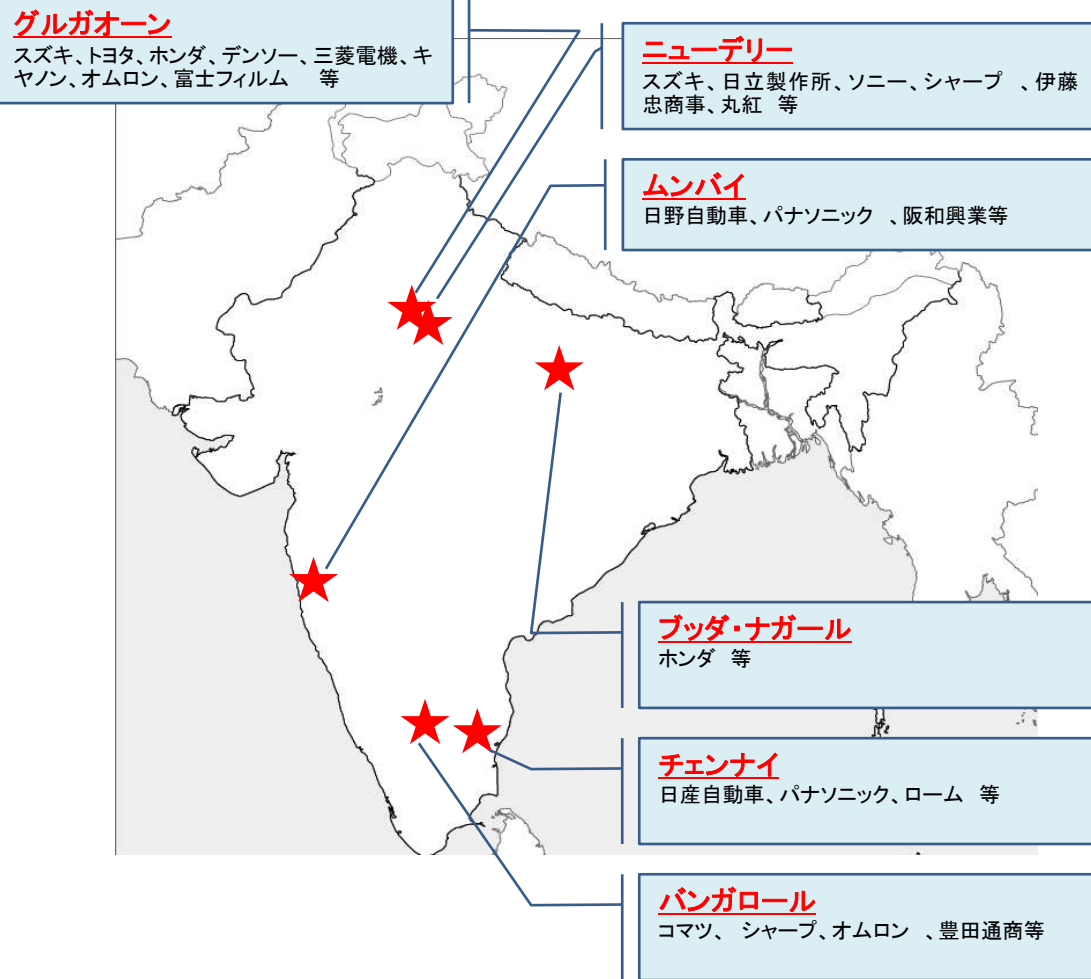 グルガオーン
スズキ、トヨタ、ホンダ、デンソー、三菱電機、キ
ヤノン、オムロン、富士フィルム　等
ニューデリー
スズキ、日立製作所、ソニー、シャープ　、伊藤
忠商事、丸紅　等
ムンバイ
日野自動車、パナソニック　、阪和興業等
ブッダ・ナガール
ホンダ　等
チェンナイ
日産自動車、パナソニック、ローム　等
バンガロール
コマツ、　シャープ、オムロン　、豊田通商等